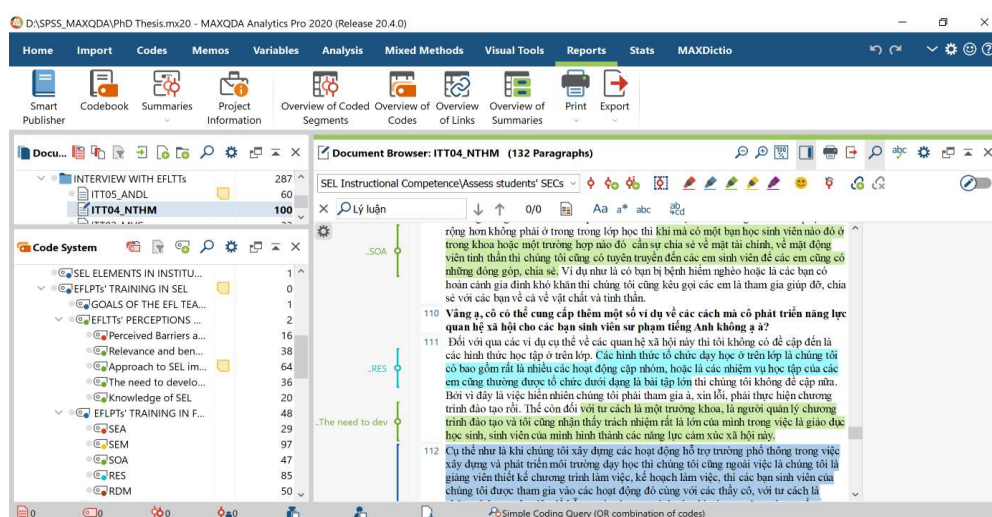 D:\SPSS_MAXQDA\PhD Thesis.mx20 - MAXQDA Analytics Pro 2020 (Release 20.4.0)
Home Import Codes Memos Variables Analysis Mixed Methods Visual Tools Reports Stats MAXDictio
Smart Publisher
Codebook
Summaries
Project Information
Overview of Coded Segments
Overview of Codes
Overview of Links
Overview of Summaries
Print
Export
Docu...
INTERVIEW WITH EFLTTs 287
ITT05_ANDL 60
ITT04_NTHM 100
Code System
SEL ELEMENTS IN INSTITU... 1
EFLPTs' TRAINING IN SEL 0
GOALS OF THE EFL TEA... 1
EFLTTs' PERCEPTIONS ... 2
Perceived Barriers a... 16
Relevance and ben... 38
Approach to SEL im... 64
The need to develo... 36
Knowledge of SEL 20
EFLPTs' TRAINING IN F... 48
SEA 29
SEM 97
SOA 47
RES 85
RDM 50
Document Browser: ITT04_NTHM (132 Paragraphs)
SEL Instructional Competence\Assess students' SECs
Lý luận 0/0 Aa a* abc
..SOA
..RES
..The need to dev
rộng hơn không phải ở trong trong lớp học thì khi mà có một bạn học sinh viên nào đó ở
trong khoa hoặc một trường hợp nào đó cần sự chia sẻ về mặt tài chính, về mặt động
viên tinh thần thì chúng tôi cũng có tuyên truyền đến các em sinh viên để các em cũng có
những đóng góp, chia sẻ. Ví dụ như là có bạn bị bệnh hiểm nghèo hoặc là các bạn có
hoàn cảnh gia đình khó khăn thì chúng tôi cũng kêu gọi các em là tham gia giúp đỡ, chia
sẻ với các bạn về cả về vật chất và tinh thần.
110 Vâng ạ, cô có thể cung cấp thêm một số ví dụ về các cách mà cô phát triển năng lực
quan hệ xã hội cho các bạn sinh viên sư phạm tiếng Anh không ạ à?
111 Đối với qua các ví dụ cụ thể về các quan hệ xã hội này thì tôi không có đề cập đến là
các hình thức học tập ở trên lớp. Các hình thức tổ chức dạy học ở trên lớp là chúng tôi
có bao gồm rất là nhiều các hoạt động cặp nhóm, hoặc là các nhiệm vụ học tập của các
em cũng thường được tổ chức dưới dạng là bài tập lớn thì chúng tôi không đề cập nữa.
Bởi vì đây là việc hiển nhiên chúng tôi phải tham gia à, xin lỗi, phải thực hiện chương
trình đào tạo rồi. Thế còn đối với tư cách là một trưởng khoa, là người quản lý chương
trình đào tạo và tôi cũng nhận thấy trách nhiệm rất là lớn của mình trong việc là giáo dục
học sinh, sinh viên của mình hình thành các năng lực cảm xúc xã hội này.
112 Cụ thể như là khi chúng tôi xây dựng các hoạt động hỗ trợ trường phổ thông trong việc
xây dựng và phát triển môi trường dạy học thì chúng tôi cũng ngoài việc là chúng tôi là
giảng viên thiết kế chương trình làm việc, kế hoạch làm việc, thì các bạn sinh viên của
chúng tôi được tham gia vào các hoạt động đó cùng với các thầy cô, với tư cách là
0 0 0 0
Simple Coding Query (OR combination of codes)